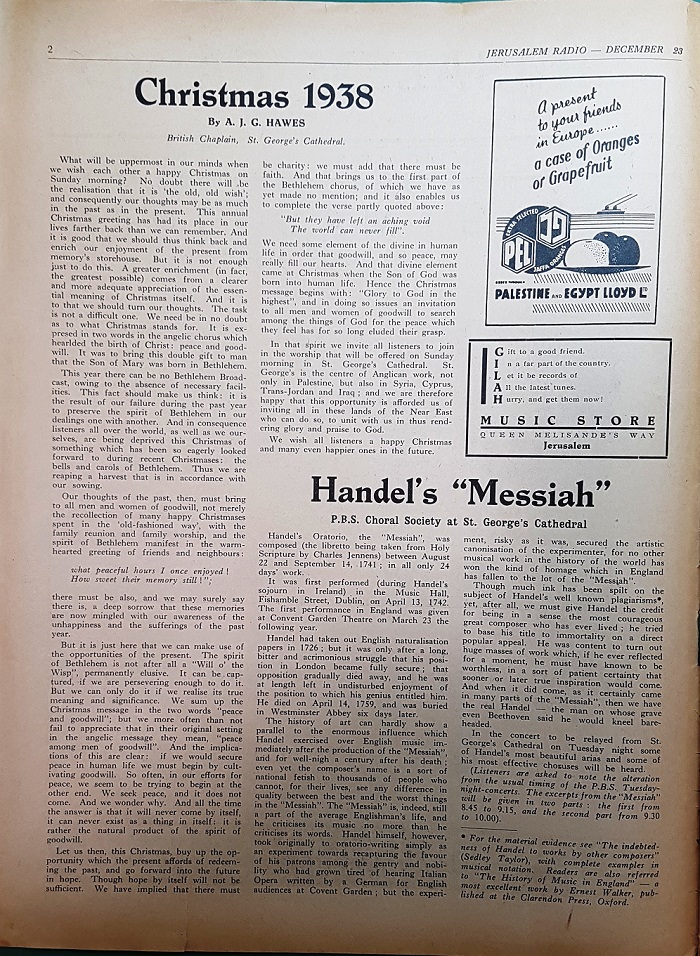 2
JERUSALEM RADIO — DECEMBER 23
Christmas 1938
By A. J. G. HAWES
British Chaplain, St. George's Cathedral.
What will be uppermost in our minds when
we wish each other a happy Christmas on
Sunday morning? No doubt there will be
the realisation that it is 'the old, old wish';
and consequently our thoughts may be as much
in the past as in the present. This annual
Christmas greeting has had its place in our
lives farther back than we can remember. And
it is good that we should thus think back and
enrich our enjoyment of the present from
memory's storehouse. But it is not enough
just to do this. A greater enrichment (in fact,
the greatest possible) comes from a clearer
and more adequate appreciation of the essen-
tial meaning of Christmas itself. And it is
to that we should turn our thoughts. The task
is not a difficult one. We need be in no doubt
as to what Christmas stands for. It is ex-
presed in two words in the angelic chorus which
hearlded the birth of Christ: peace and good-
will. It was to bring this double gift to man
that the Son of Mary was born in Bethlehem.
This year there can be no Bethlehem Broad-
cast, owing to the absence of necessary facil-
ities. This fact should make us think: it is
the result of our failure during the past year
to preserve the spirit of Bethlehem in our
dealings one with another. And in consequence
listeners all over the world, as well as we our-
selves, are being deprived this Christmas of
something which has been so eagerly looked
forward to during recent Christmases: the
bells and carols of Bethlehem. Thus we are
reaping a harvest that is in accordance with
our sowing.
Our thoughts of the past, then, must bring
to all men and women of goodwill, not merely
the recollection of many happy Christmases
spent in the 'old-fashioned way', with the
family reunion and family worship, and the
spirit of Bethlehem manifest in the warm-
hearted greeting of friends and neighbours:
what peaceful hours I once enjoyed!
How sweet their memory still!";
there must be also, and we may surely say
there is, a deep sorrow that these memories
are now mingled with our awareness of the
unhappiness and the sufferings of the past
year.
But it is just here that we can make use of
the opportunities of the present. The spirit
of Bethlehem is not after all a "Will o' the
Wisp", permanently elusive. It can be cap-
tured, if we are persevering enough to do it.
But we can only do it if we realise its true
meaning and significance. We sum up the
Christmas message in the two words "peace
and goodwill"; but we more often than not
fail to appreciate that in their original setting
in the angelic message they mean, "peace
among men of goodwill". And the implica-
tions of this are clear: if we would secure
peace in human life we must begin by cult-
ivating goodwill. So often, in our efforts for
peace, we seem to be trying to begin at the
other end. We seek peace, and it does not
come. And we wonder why. And all the time
the answer is that it will never come by itself,
it can never exist as a thing in itself: it is
rather the natural product of the spirit of
goodwill.
Let us then, this Christmas, buy up the op-
portunity which the present affords of redeem-
ing the past, and go forward into the future
in hope. Though hope by itself will not be
sufficient. We have implied that there must
be charity: we must add that there must be
faith. And that brings us to the first part of
the Bethlehem chorus, of which we have as
yet made no mention; and it also enables us
to complete the verse partly quoted above:
"But they have left an aching void
The world can never fill".
We need some element of the divine in human
life in order that goodwill, and so peace, may
really fill our hearts. And that divine element
came at Christmas when the Son of God was
born into human life. Hence the Christmas
message begins with: "Glory to God in the
highest", and in doing so issues an invitation
to all men and women of goodwill to search
among the things of God for the peace which
they feel has for so long eluded their grasp.
In that spirit we invite all listeners to join
in the worship that will be offered on Sunday
morning in St. George's Cathedral. St.
George's is the centre of Anglican work, not
only in Palestine, but also in Syria, Cyprus,
Trans-Jordan and Iraq; and we are therefore
happy that this opportunity is afforded us of
inviting all in these lands of the Near East
who can do so, to unit with us in thus rend-
cring glory and praise to God.
We wish all listeners a happy Christmas
and many even happier ones in the future.
A present
to your friends
in Europe......
a case of Oranges
or Grapefruit
PEL
JAFFA ORANGES
PALESTINE AND EGYPT LLOYD LTD
Gift to a good friend.
In a far part of the country.
Let it be records of
All the latest tunes.
Hurry, and get them now!
MUSIC STORE
QUEEN MELISANDE'S WAY
Jerusalem
Handel's "Messiah"
P.B.S. Choral Society at St. George's Cathedral
Handel's Oratorio, the "Messiah", was
composed (the libretto being taken from Holy
Scripture by Charles Jennens) between August
22 and September 14, 1741; in all only 24
days' work.
It was first performed (during Handel's
sojourn in Ireland) in the Music Hall,
Fishamble Street, Dublin, on April 13, 1742.
The first performance in England was given
at Convent Garden Theatre on March 23 the
following year.
Handel had taken out English naturalisation
papers in 1726; but it was only after a long,
bitter and acrimonious struggle that his posi-
tion in London became fully secure; that
opposition gradually died away, and he was
at length left in undisturbed enjoyment of
the position to which his genius entitled him.
He died on April 14, 1759, and was buried
in Westminster Abbey six days later.
The history of art can hardly show a
parallel to the enormous influence which
Handel exercised over English music im-
mediately after the production of the "Messiah",
and for well-nigh a century after his death;
even yet the composer's name is a sort of
national fetish to thousands of people who
cannot, for their lives, see any difference in
quality between the best and the worst things
in the "Messiah". The "Messiah" is, indeed, still
a part of the average Englishman's life, and
he criticises its music no more than he
criticises its words. Handel himself, however,
took originally to oratorio-writing simply as
an experiment towards recapturing the favour
of his patrons among the gentry and nobi-
lity who had grown tired of hearing Italian
Opera written by a German for English
audiences at Covent Garden; but the experi-
ment, risky as it was, secured the artistic
canonisation of the experimenter, for no other
musical work in the history of the world has
won the kind of homage which in England
has fallen to the lot of the "Messiah".
Though much ink has been spilt on the
subject of Handel's well known plagiarisms*,
yet, after all, we must give Handel the credit
for being in a sense the most courageous
great composer who has ever lived; he tried
to base his title to immortality on a direct
popular appeal. He was content to turn out
huge masses of work which, if he ever reflected
for a moment, he must have known to be
worthless, in a sort of patient certainty that
sooner or later true inspiration would come.
And when it did come, as it certainly came
in many parts of the "Messiah", then we have
the real Handel — the man on whose grave
even Beethoven said he would kneel bare-
headed.
In the concert to be relayed from St.
George's Cathedral on Tuesday night some
of Handel's most beautiful arias and some of
his most effective chouses will be heard.
(Listeners are asked to note the alteration
from the usual timing of the P.B.S. Tuesday-
night-concerts. The excerpts from the "Messiah"
will be given in two parts: the first from
8.45 to 9.15, and the second part from 9.30
to 10.00).
* For the material evidence see "The indebted-
ness of Handel to works by other composers"
(Sedley Taylor), with complete examples in
musical notation. Readers are also referred
to "The History of Music in England" — a
most excellent work by Ernest Walker, pub-
lished at the Clarendon Press, Oxford.